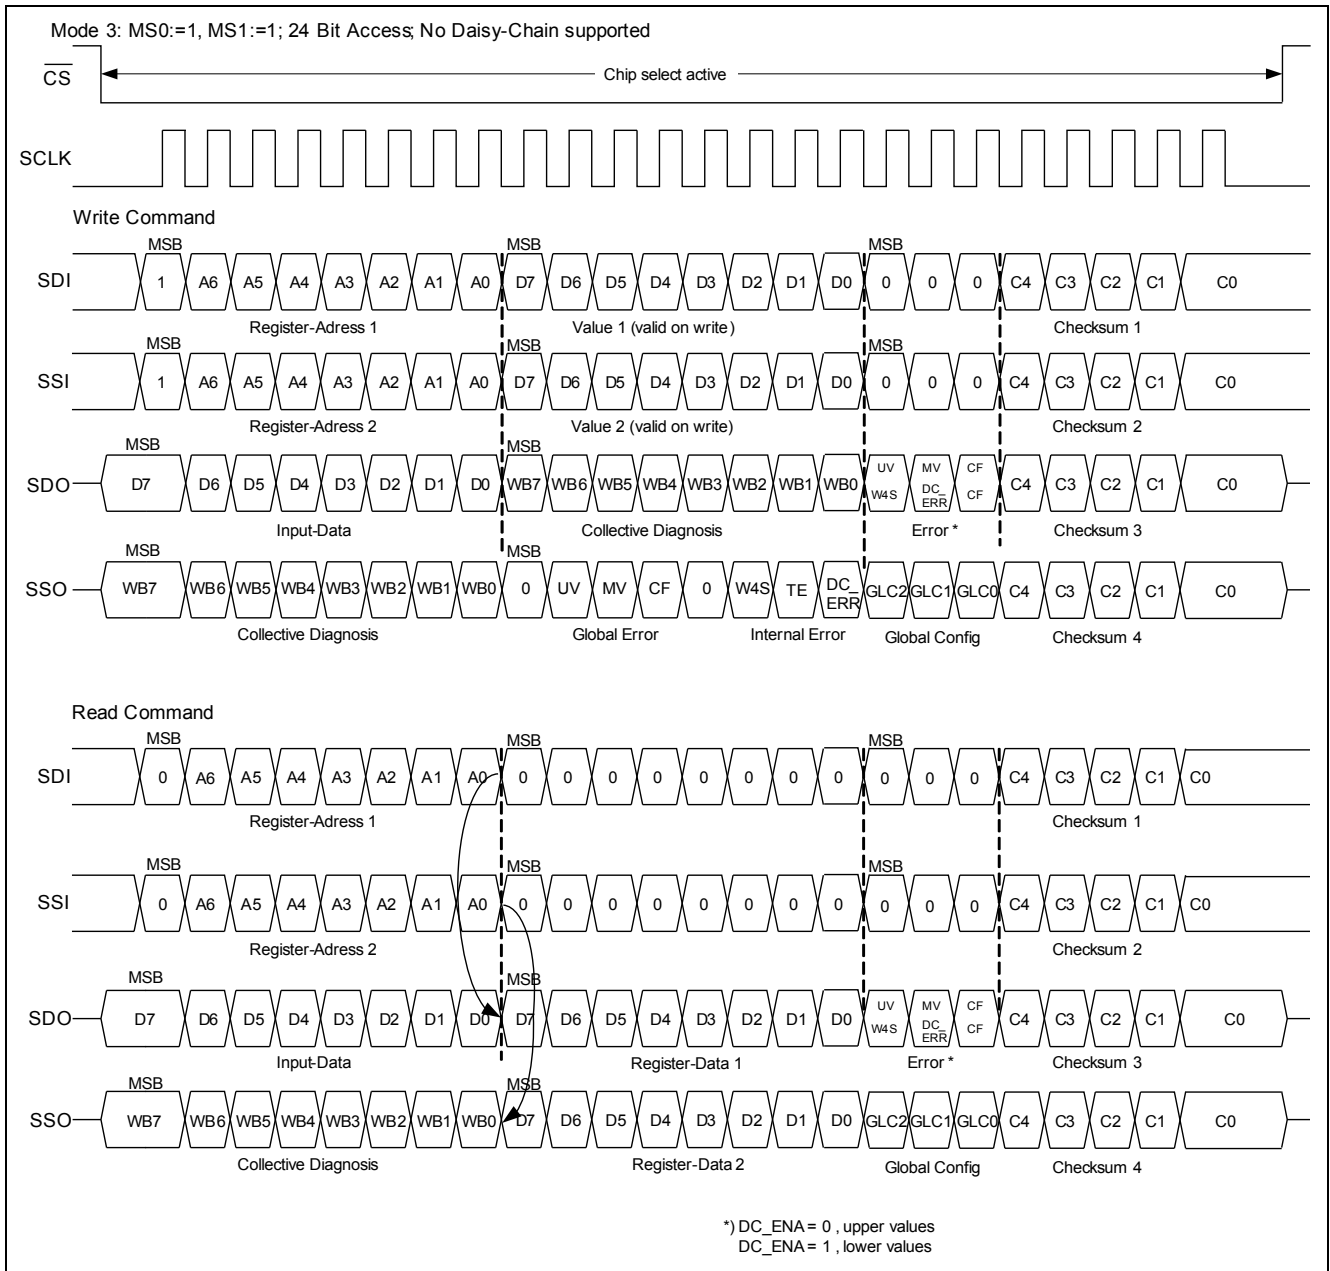 Mode 3: MS0:=1, MS1:=1; 24 Bit Access; No Daisy-Chain supported
CS
Chip select active
SCLK
Write Command
MSB MSB MSB
SDI 1 A6 A5 A4 A3 A2 A1 A0 D7 D6 D5 D4 D3 D2 D1 D0 0 0 0 C4 C3 C2 C1 C0
Register-Adress 1 Value 1 (valid on write) Checksum 1
MSB MSB MSB
SSI 1 A6 A5 A4 A3 A2 A1 A0 D7 D6 D5 D4 D3 D2 D1 D0 0 0 0 C4 C3 C2 C1 C0
Register-Adress 2 Value 2 (valid on write) Checksum 2
MSB MSB
SDO D7 D6 D5 D4 D3 D2 D1 D0 WB7 WB6 WB5 WB4 WB3 WB2 WB1 WB0 UV W4S MV DC_ERR CF CF C4 C3 C2 C1 C0
Input-Data Collective Diagnosis Error * Checksum 3
MSB MSB
SSO WB7 WB6 WB5 WB4 WB3 WB2 WB1 WB0 0 UV MV CF 0 W4S TE DC_ERR GLC2 GLC1 GLC0 C4 C3 C2 C1 C0
Collective Diagnosis Global Error Internal Error Global Config Checksum 4
Read Command
MSB MSB MSB
SDI 0 A6 A5 A4 A3 A2 A1 A0 0 0 0 0 0 0 0 0 0 0 0 C4 C3 C2 C1 C0
Register-Adress 1 Checksum 1
MSB MSB MSB
SSI 0 A6 A5 A4 A3 A2 A1 A0 0 0 0 0 0 0 0 0 0 0 0 C4 C3 C2 C1 C0
Register-Adress 2 Checksum 2
MSB MSB
SDO D7 D6 D5 D4 D3 D2 D1 D0 D7 D6 D5 D4 D3 D2 D1 D0 UV W4S MV DC_ERR CF CF C4 C3 C2 C1 C0
Input-Data Register-Data 1 Error * Checksum 3
MSB MSB
SSO WB7 WB6 WB5 WB4 WB3 WB2 WB1 WB0 D7 D6 D5 D4 D3 D2 D1 D0 GLC2 GLC1 GLC0 C4 C3 C2 C1 C0
Collective Diagnosis Register-Data 2 Global Config Checksum 4
*) DC_ENA = 0 , upper values
DC_ENA = 1 , lower values